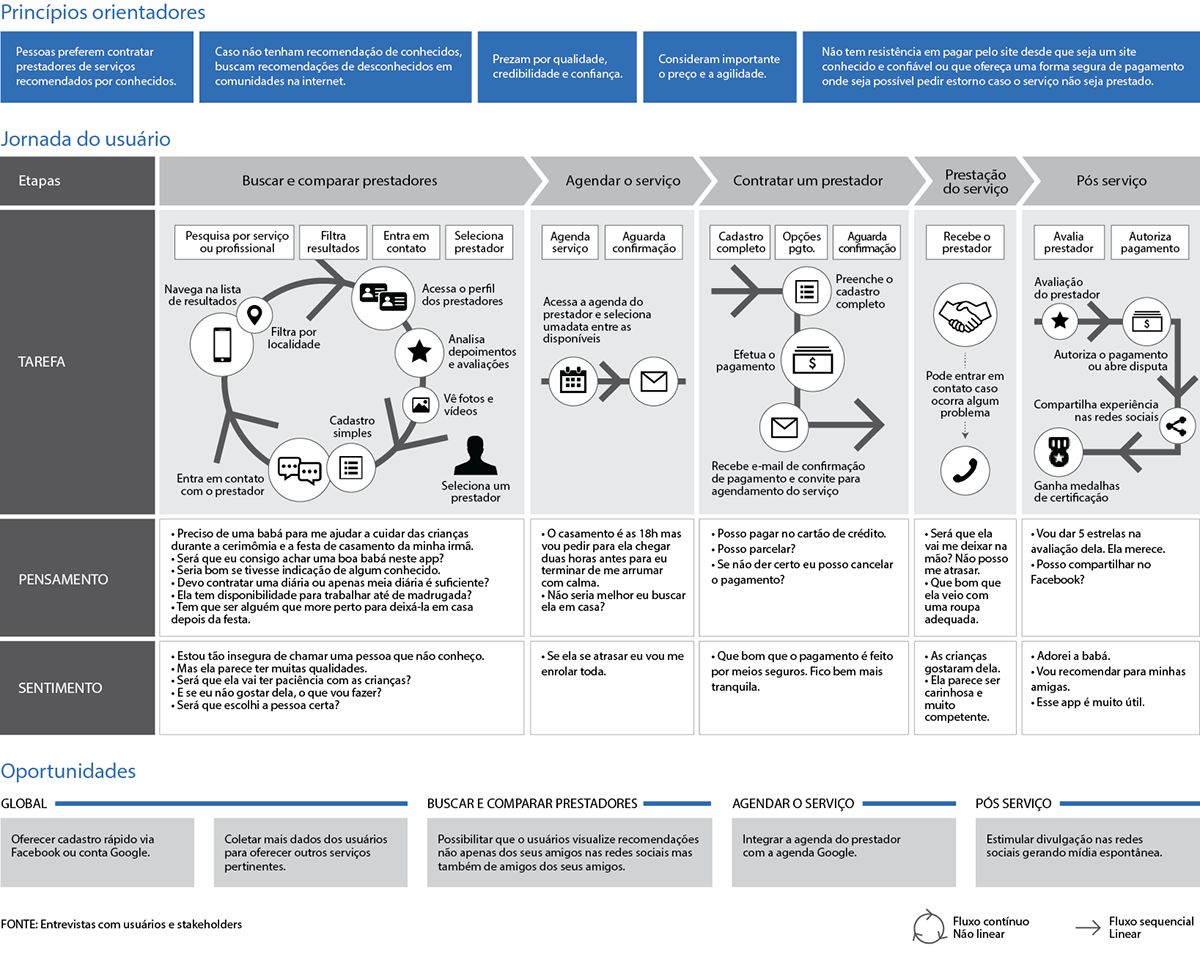 Princípios orientadores
Pessoas preferem contratar
prestadores de serviços
recomendados por conhecidos.
Caso não tenham recomendação de conhecidos,
buscam recomendações de desconhecidos em
comunidades na internet.
Prezam por qualidade,
credibilidade e confiança.
Consideram importante
o preço e a agilidade.
Não tem resistência em pagar pelo site desde que seja um site
conhecido e confiável ou que ofereça uma forma segura de pagamento
onde seja possível pedir estorno caso o serviço não seja prestado.
Jornada do usuário
Etapas
Buscar e comparar prestadores
Agendar o serviço
Contratar um prestador
Prestação
do serviço
Pós serviço
TAREFA
Pesquisa por serviço
ou profissional
Filtra
resultados
Entra em
contato
Seleciona
prestador
Navega na lista
de resultados
Filtra por
localidade
Acessa o perfil
dos prestadores
Analisa
depoimentos
e avaliações
Vê fotos e
vídeos
Cadastro
simples
Entra em contato
com o prestador
Seleciona um
prestador
Agenda
serviço
Aguarda
confirmação
Acessa a agenda do
prestador e seleciona
umadata entre as
disponíveis
Cadastro
completo
Opções
pgto.
Aguarda
confirmação
Preenche o
cadastro
completo
Efetua o
pagamento
$
Recebe e-mail de confirmação
de pagamento e convite para
agendamento do serviço
Recebe o
prestador
Pode entrar em
contato caso
ocorra algum
problema
Avalia
prestador
Autoriza
pagamento
Avaliação
do prestador
$
Autoriza o pagamento
ou abre disputa
Compartilha experiência
nas redes sociais
Ganha medalhas
de certificação
PENSAMENTO
• Preciso de uma babá para me ajudar a cuidar das crianças
durante a cerimômia e a festa de casamento da minha irmã.
• Será que eu consigo achar uma boa babá neste app?
• Seria bom se tivesse indicação de algum conhecido.
• Devo contratar uma diária ou apenas meia diária é suficiente?
• Ela tem disponibilidade para trabalhar até de madrugada?
• Tem que ser alguém que more perto para deixá-la em casa
depois da festa.
• O casamento é as 18h mas
vou pedir para ela chegar
duas horas antes para eu
terminar de me arrumar
com calma.
• Não seria melhor eu buscar
ela em casa?
• Posso pagar no cartão de crédito.
• Posso parcelar?
• Se não der certo eu posso cancelar
o pagamento?
• Será que ela
vai me deixar na
mão? Não posso
me atrasar.
• Que bom que
ela veio com
uma roupa
adequada.
• Vou dar 5 estrelas na
avaliação dela. Ela merece.
• Posso compartilhar no
Facebook?
SENTIMENTO
• Estou tão insegura de chamar uma pessoa que não conheço.
• Mas ela parece ter muitas qualidades.
• Será que ela vai ter paciência com as crianças?
• E se eu não gostar dela, o que vou fazer?
• Será que escolhi a pessoa certa?
• Se ela se atrasar eu vou me
enrolar toda.
• Que bom que o pagamento é feito
por meios seguros. Fico bem mais
tranquila.
• As crianças
gostaram dela.
• Ela parece ser
carinhosa e
muito
competente.
• Adorei a babá.
• Vou recomendar para minhas
amigas.
• Esse app é muito útil.
Oportunidades
GLOBAL
Oferecer cadastro rápido via
Facebook ou conta Google.
Coletar mais dados dos usuários
para oferecer outros serviços
pertinentes.
BUSCAR E COMPARAR PRESTADORES
Possibilitar que o usuários visualize recomendações
não apenas dos seus amigos nas redes sociais mas
também de amigos dos seus amigos.
AGENDAR O SERVIÇO
Integrar a agenda do prestador
com a agenda Google.
PÓS SERVIÇO
Estimular divulgação nas redes
sociais gerando mídia espontânea.
FONTE: Entrevistas com usuários e stakeholders
Fluxo contínuo
Não linear
Fluxo sequencial
Linear